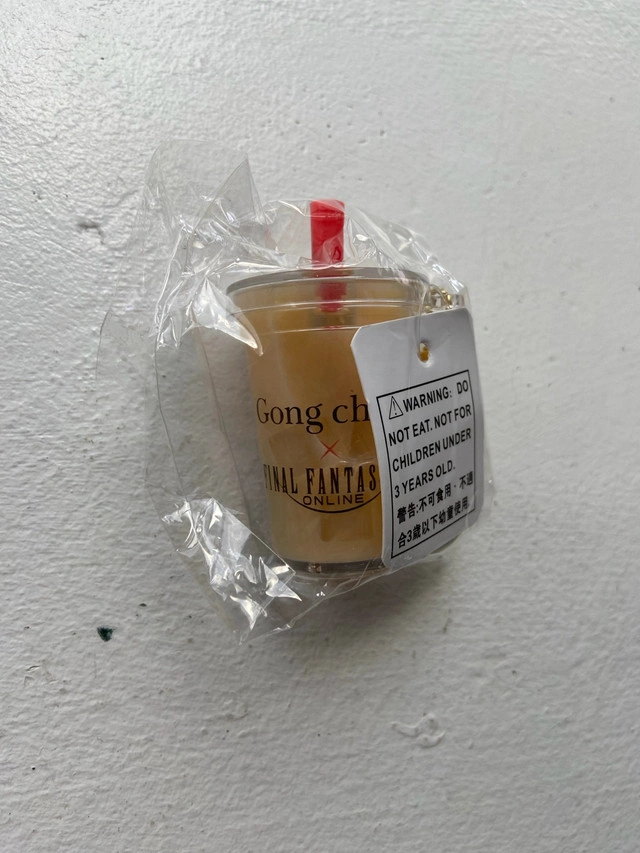 Gong ch
×
FINAL FANTAS
ONLINE
⚠WARNING: DO
NOT EAT. NOT FOR
CHILDREN UNDER
3 YEARS OLD.
警告:不可食用,不適
合3歲以下幼童使用